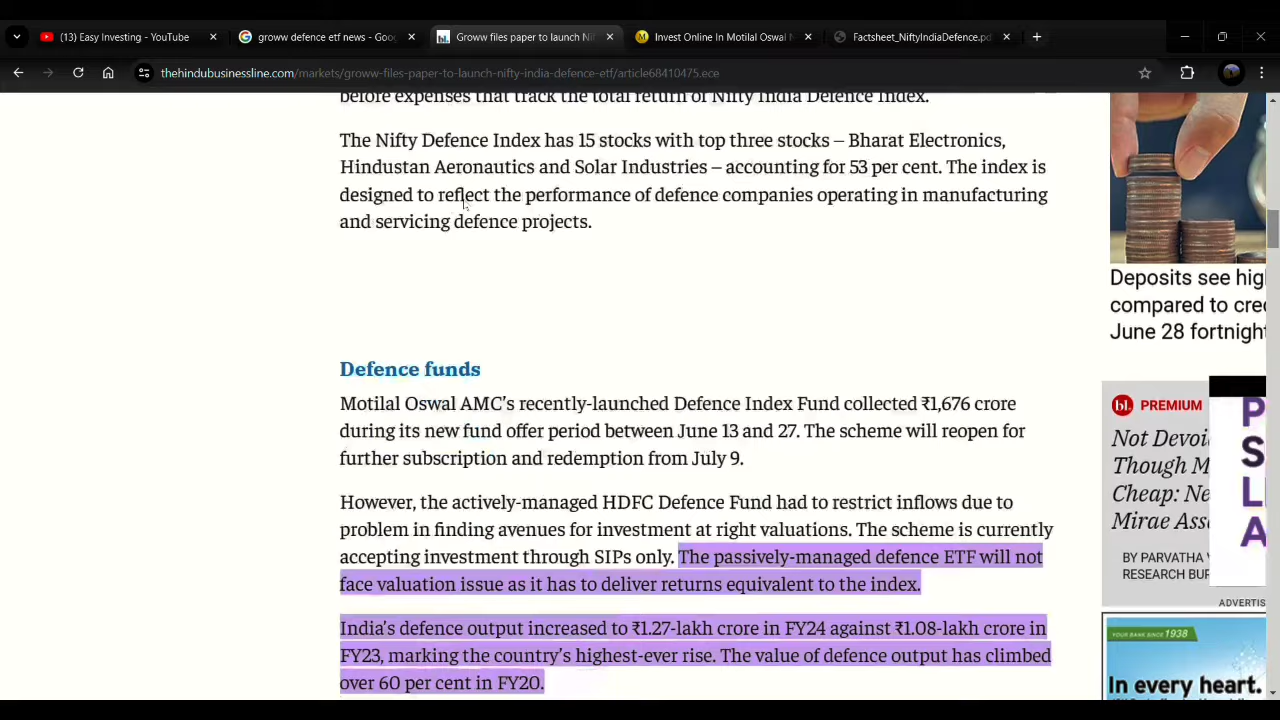 (13) Easy Investing - YouTube
groww defence etf news - Goo
Groww files paper to launch Ni
Invest Online In Motilal Oswal
Factsheet_NiftyIndiaDefence.pd
thehindubusinessline.com/markets/groww-files-paper-to-launch-nifty-india-defence-etf/article68410475.ece
before expenses that track the total return of Nifty India Defence Index.
The Nifty Defence Index has 15 stocks with top three stocks – Bharat Electronics,
Hindustan Aeronautics and Solar Industries – accounting for 53 per cent. The index is
designed to reflect the performance of defence companies operating in manufacturing
and servicing defence projects.
Defence funds
Motilal Oswal AMC’s recently-launched Defence Index Fund collected ₹1,676 crore
during its new fund offer period between June 13 and 27. The scheme will reopen for
further subscription and redemption from July 9.
However, the actively-managed HDFC Defence Fund had to restrict inflows due to
problem in finding avenues for investment at right valuations. The scheme is currently
accepting investment through SIPs only. The passively-managed defence ETF will not
face valuation issue as it has to deliver returns equivalent to the index.
India’s defence output increased to ₹1.27-lakh crore in FY24 against ₹1.08-lakh crore in
FY23, marking the country’s highest-ever rise. The value of defence output has climbed
over 60 per cent in FY20.
Deposits see hig
compared to cre
June 28 fortnigh
bl. PREMIUM
Not Devoi
Though M
Cheap: Ne
Mirae Ass
BY PARVATHA
RESEARCH BUR
P
S
L
A
ADVERTIS
YOUR BANK SINCE 1938
In every heart.